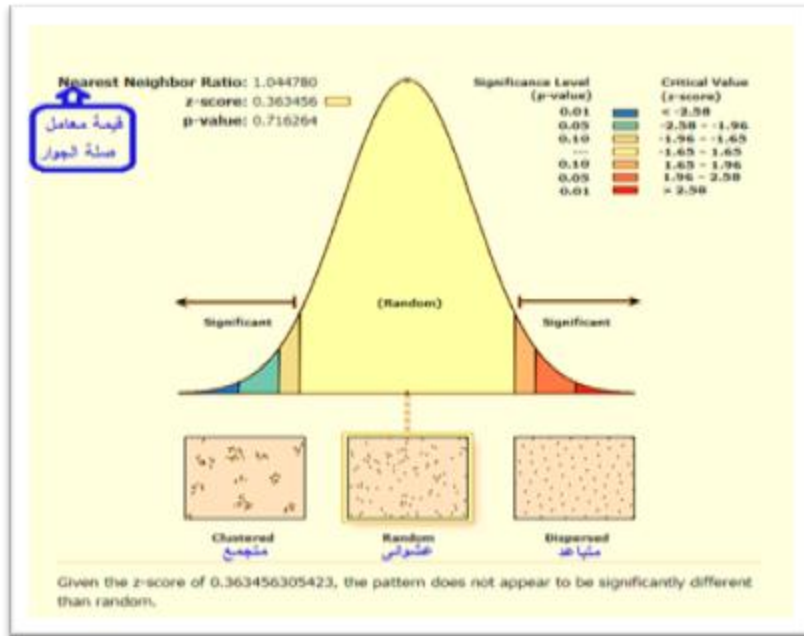 Nearest Neighbor Ratio: 1.044780
z-score: 0.363456
p-value: 0.716264
قيمة معامل
صلة الجوار
Significance Level
(p-value)
Critical Value
(z-score)
0.01 < -2.58
0.05 -2.58 - -1.96
0.10 -1.96 - -1.65
--- -1.65 - 1.65
0.10 1.65 - 1.96
0.05 1.96 - 2.58
0.01 > 2.58
(Random)
Significant
Significant
Clustered
Random
Dispersed
متجمع
عشوائى
متباعد
Given the z-score of 0.363456305423, the pattern does not appear to be significantly different
than random.